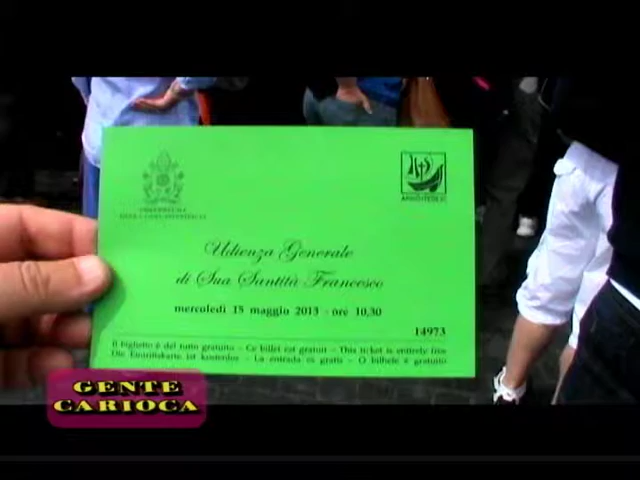 ANNO FIDEI
Udienza Generale
di Sua Santità Francesco
mercoledì 15 maggio 2013 - ore 10,30
14973
Il biglietto è del tutto gratuito - Ce billet est gratuit - This ticket is entirely free
Die Eintrittskarte ist kostenlos - La entrada es gratis - O bilhete é gratuito
GENTE
CARIOCA